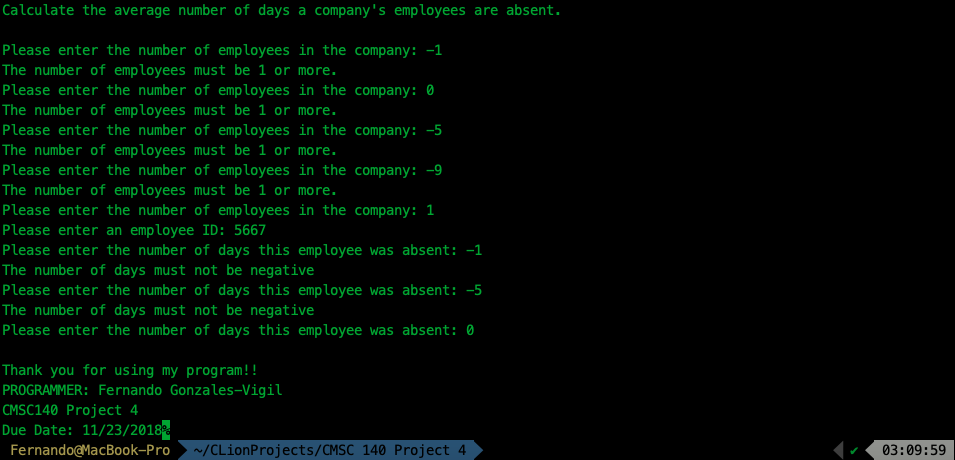 Calculate the average number of days a company's employees are absent.
Please enter the number of employees in the company: -1
The number of employees must be 1 or more.
Please enter the number of employees in the company: 0
The number of employees must be 1 or more.
Please enter the number of employees in the company: -5
The number of employees must be 1 or more.
Please enter the number of employees in the company: -9
The number of employees must be 1 or more.
Please enter the number of employees in the company: 1
Please enter an employee ID: 5667
Please enter the number of days this employee was absent: -1
The number of days must not be negative
Please enter the number of days this employee was absent: -5
The number of days must not be negative
Please enter the number of days this employee was absent: 0
Thank you for using my program!!
PROGRAMMER: Fernando Gonzales-Vigil
CMSC140 Project 4
Due Date: 11/23/2018%
Fernando@MacBook-Pro ~/CLionProjects/CMSC 140 Project 4 ✔ 03:09:59